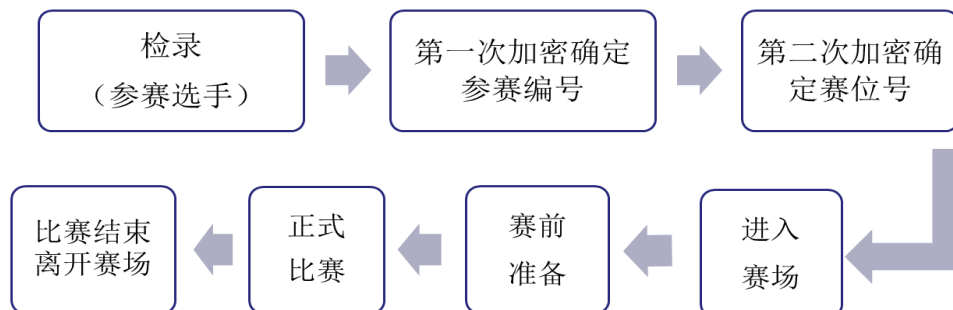 检录
（参赛选手）
第一次加密确定
参赛编号
第二次加密确
定赛位号
进入
赛场
赛前
准备
正式
比赛
比赛结束
离开赛场